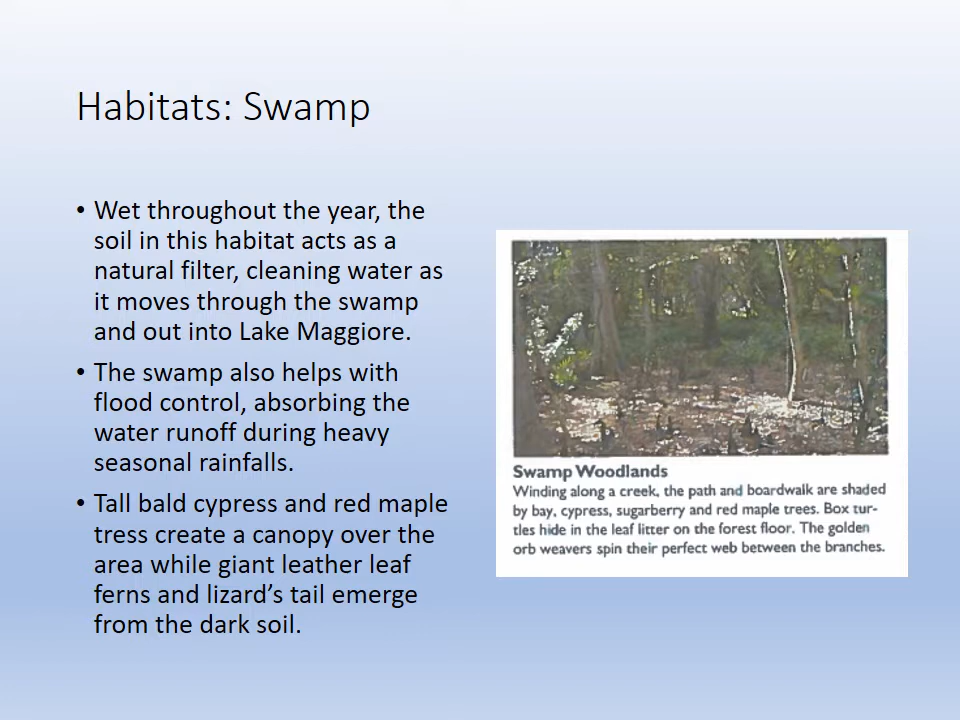 Habitats: Swamp
• Wet throughout the year, the
soil in this habitat acts as a
natural filter, cleaning water as
it moves through the swamp
and out into Lake Maggiore.
• The swamp also helps with
flood control, absorbing the
water runoff during heavy
seasonal rainfalls.
• Tall bald cypress and red maple
tress create a canopy over the
area while giant leather leaf
ferns and lizard’s tail emerge
from the dark soil.
Swamp Woodlands
Winding along a creek, the path and boardwalk are shaded
by bay, cypress, sugarberry and red maple trees. Box tur-
tles hide in the leaf litter on the forest floor. The golden
orb weavers spin their perfect web between the branches.